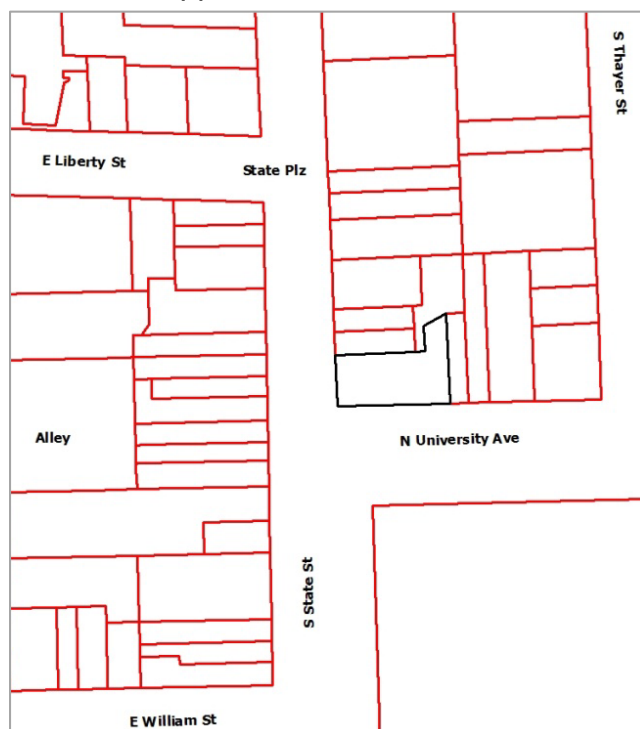 S Thayer St
E Liberty St
State Plz
Alley
N University Ave
S State St
E William St